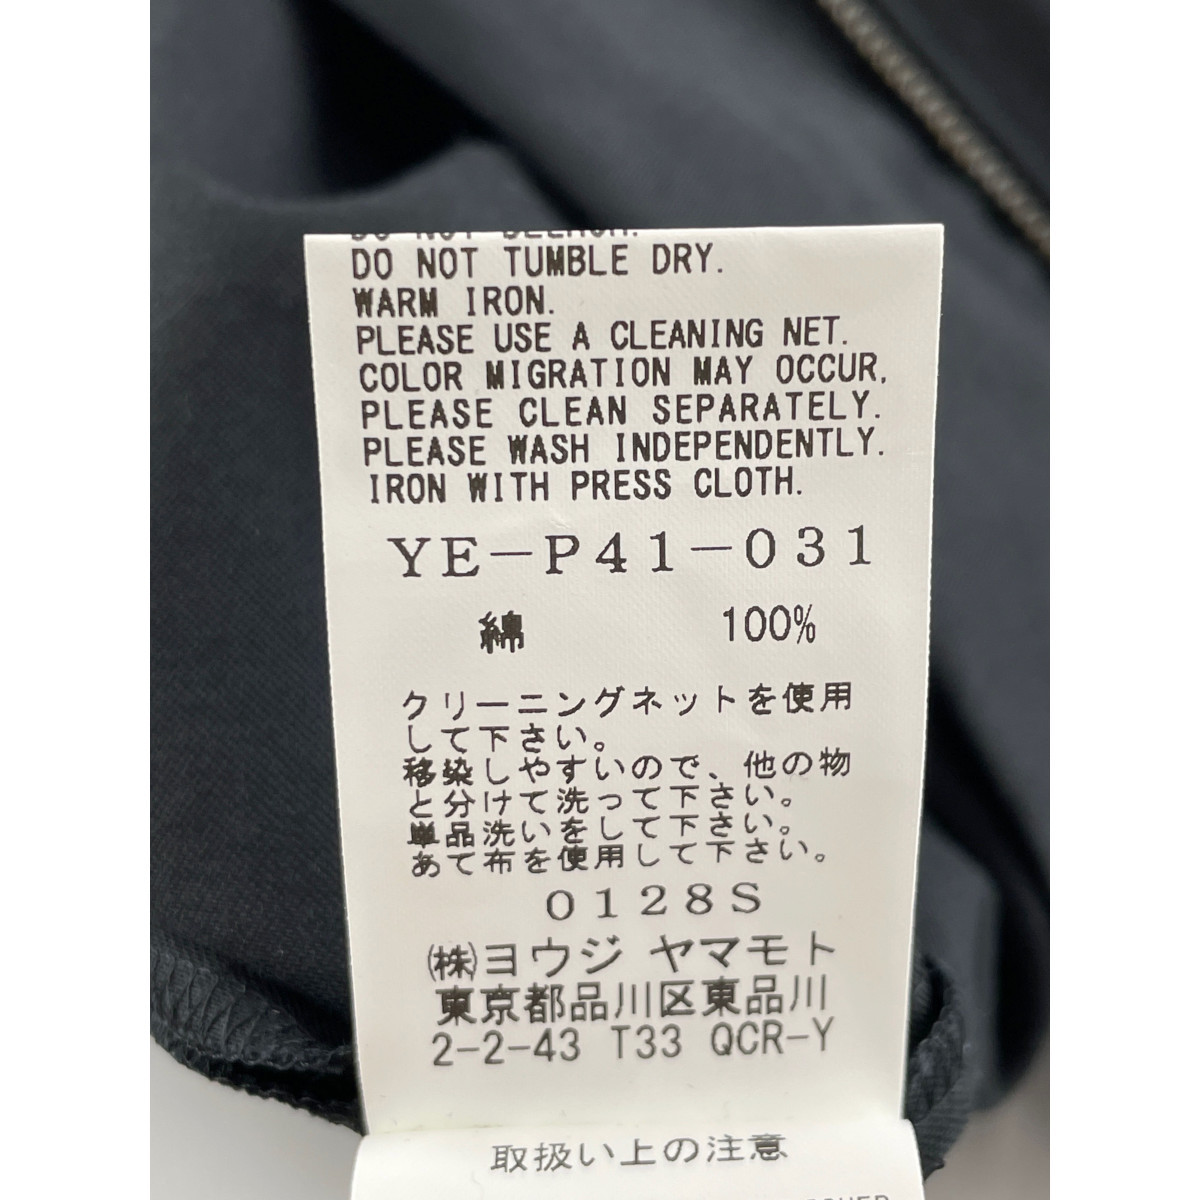 DO NOT BLEACH.
DO NOT TUMBLE DRY.
WARM IRON.
PLEASE USE A CLEANING NET.
COLOR MIGRATION MAY OCCUR,
PLEASE CLEAN SEPARATELY.
PLEASE WASH INDEPENDENTLY.
IRON WITH PRESS CLOTH.
YE-P41-031
綿 100%
クリーニングネットを使用
して下さい。
移染しやすいので、他の物
と分けて洗って下さい。
単品洗いをして下さい。
あて布を使用して下さい。
0128S
㈱ヨウジ ヤマモト
東京都品川区東品川
2-2-43 T33 QCR-Y
取扱い上の注意